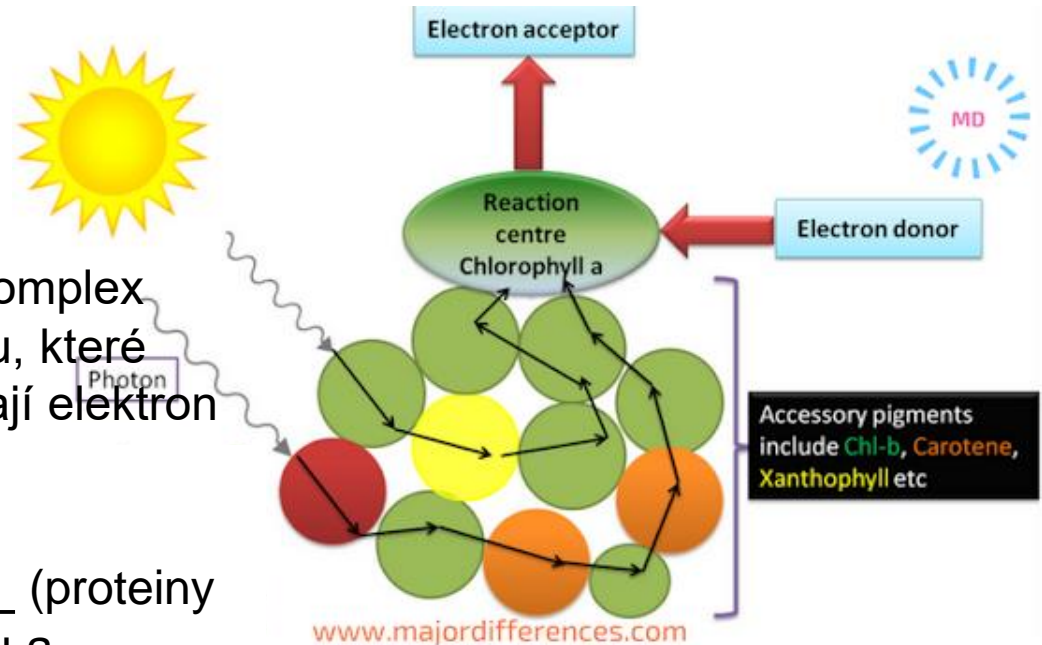 Electron acceptor
MD
Reaction
centre
Chlorophyll a
Electron donor
omplex
u, které
Photon
ají elektron
Accessory pigments
include Chl-b, Carotene,
Xanthophyll etc
(proteiny
www.majordifferences.com